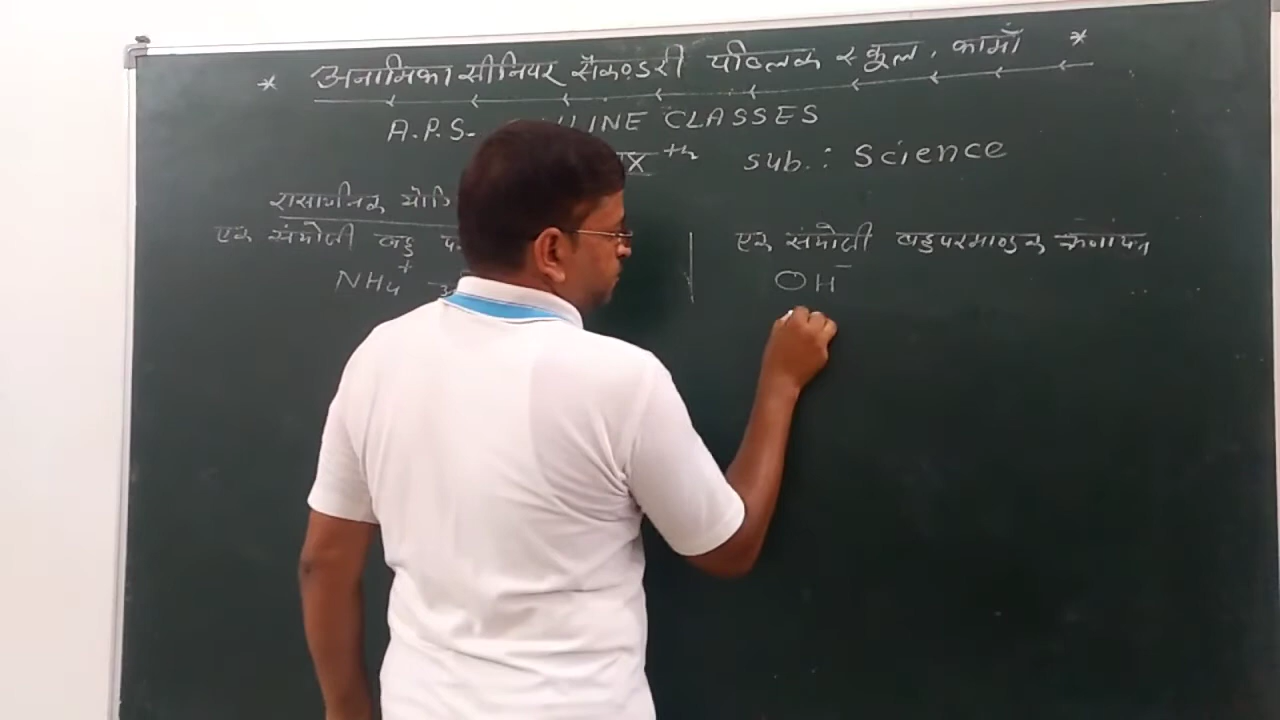 * अनामिका सीनियर सैकण्डरी पब्लिक स्कूल, कामाँ *
A.P.S. LINE CLASSES
IX th sub. : Science
रासायनिक
एक संयोजी बहु
एक संयोजी बहुपरमाणुक ऋणायन
NH4+
OH-